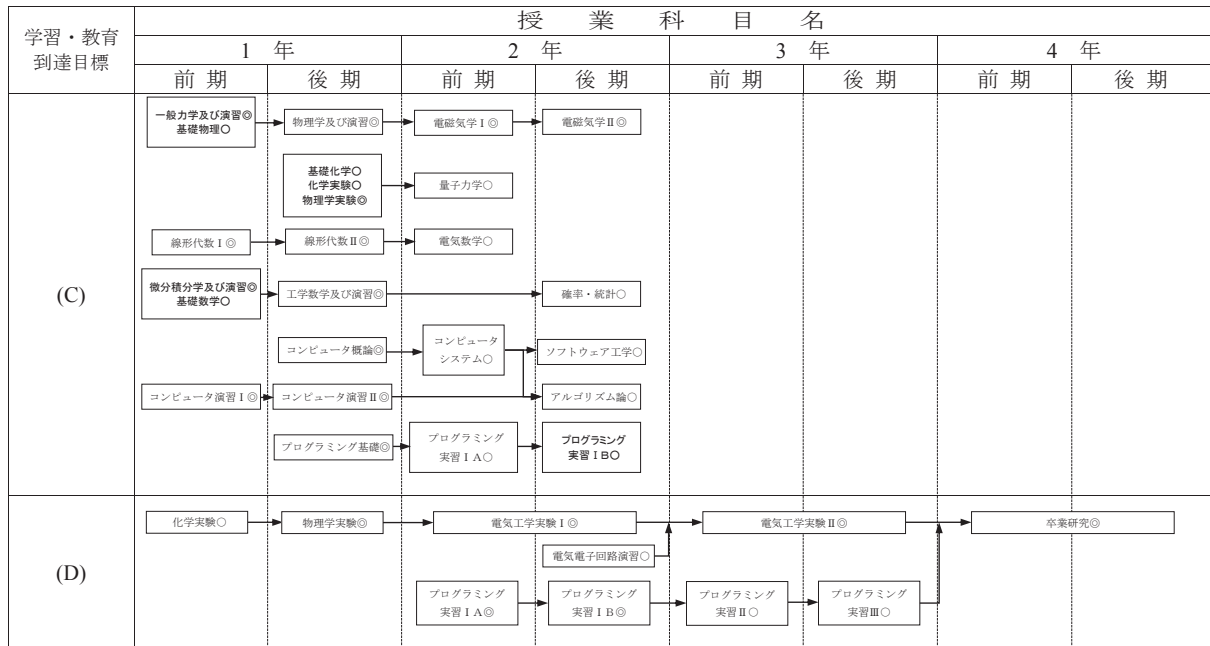 学習・教育
到達目標
授業科目名
1 年
2 年
3 年
4 年
前 期
後 期
前 期
後 期
前 期
後 期
前 期
後 期
(C)
一般力学及び演習◎
基礎物理○
物理学及び演習◎
電磁気学Ⅰ◎
電磁気学Ⅱ◎
基礎化学○
化学実験○
物理学実験◎
量子力学○
線形代数Ⅰ◎
線形代数Ⅱ◎
電気数学○
微分積分学及び演習◎
基礎数学○
工学数学及び演習◎
確率・統計○
コンピュータ概論◎
コンピュータ
システム○
ソフトウェア工学○
コンピュータ演習Ⅰ◎
コンピュータ演習Ⅱ◎
アルゴリズム論○
プログラミング基礎◎
プログラミング
実習ⅠA○
プログラミング
実習ⅠB○
(D)
化学実験○
物理学実験◎
電気工学実験Ⅰ◎
電気工学実験Ⅱ◎
卒業研究◎
電気電子回路演習○
プログラミング
実習ⅠA◎
プログラミング
実習ⅠB◎
プログラミング
実習Ⅱ○
プログラミング
実習Ⅲ○